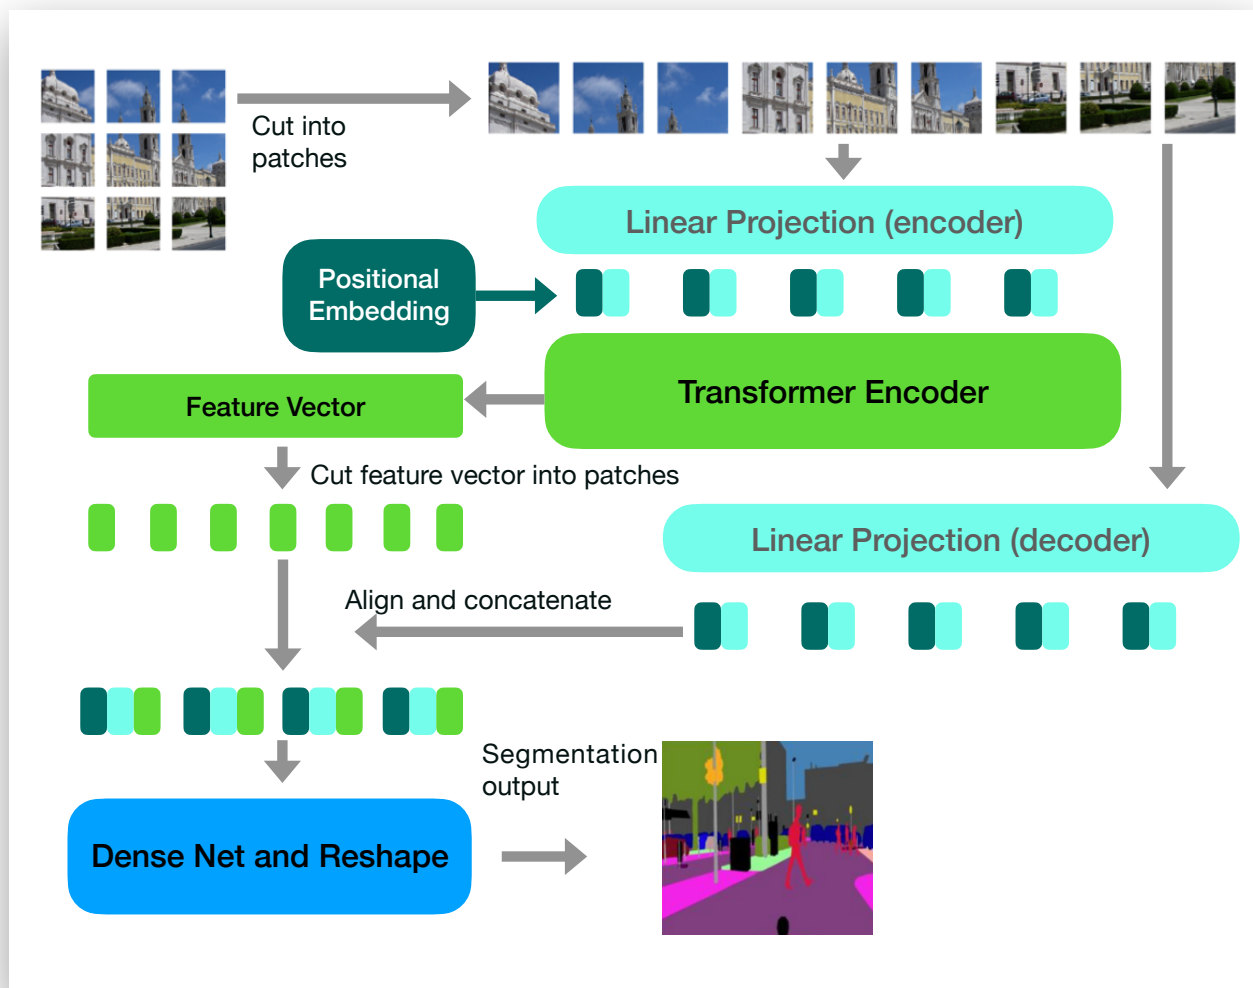 Cut into
patches
Linear Projection (encoder)
Positional
Embedding
Transformer Encoder
Feature Vector
Cut feature vector into patches
Linear Projection (decoder)
Align and concatenate
Segmentation
output
Dense Net and Reshape